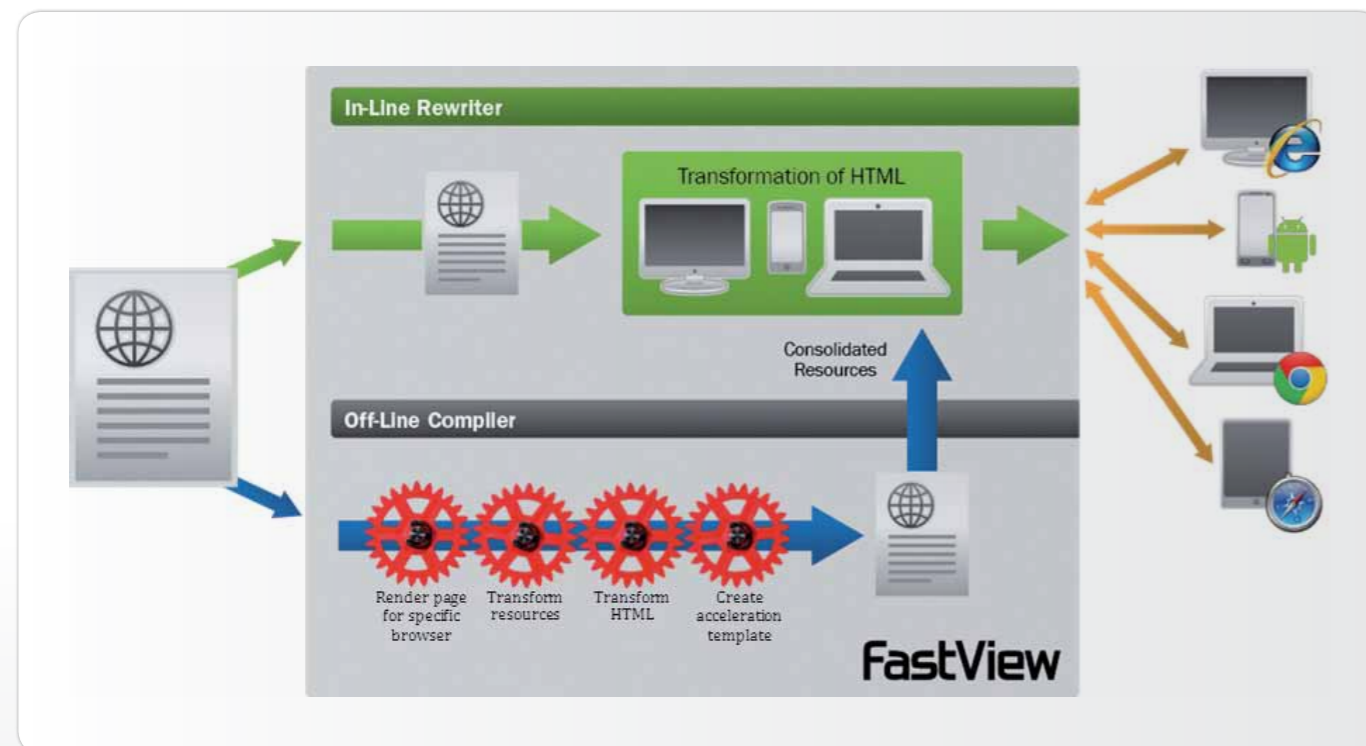 In-Line Rewriter
Transformation of HTML
Consolidated
Resources
Off-Line Compiler
Render page
for specific
browser
Transform
resources
Transform
HTML
Create
acceleration
template
FastView